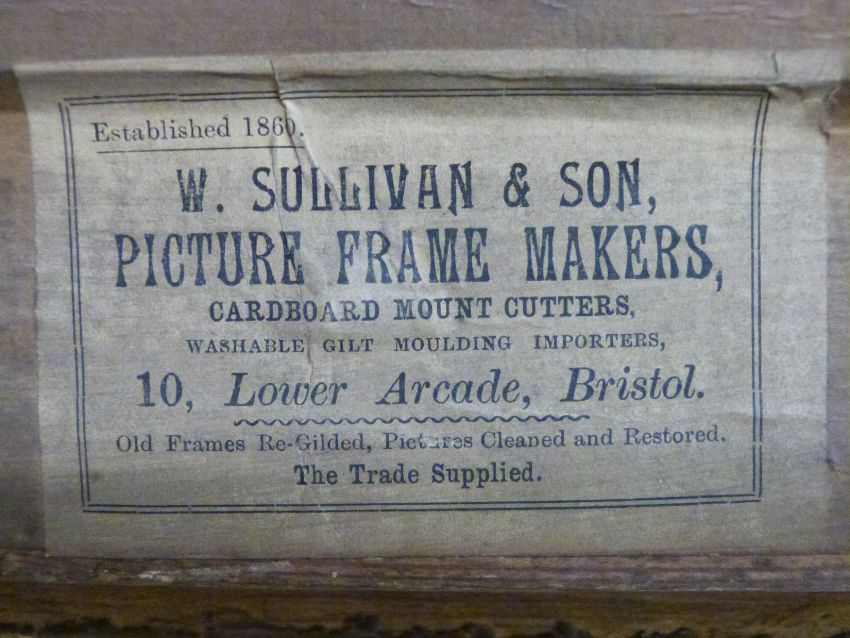 Established 1860.
W. SULLIVAN & SON,
PICTURE FRAME MAKERS,
CARDBOARD MOUNT CUTTERS,
WASHABLE GILT MOULDING IMPORTERS,
10, Lower Arcade, Bristol.
Old Frames Re-Gilded, Pictures Cleaned and Restored.
The Trade Supplied.